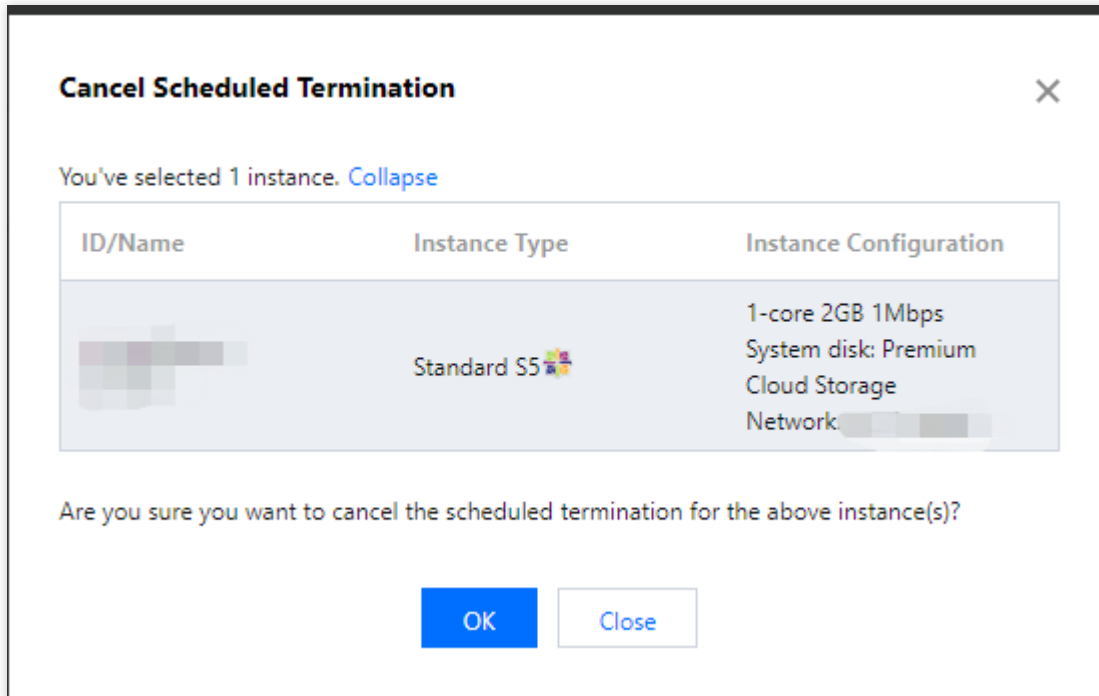 Cancel Scheduled Termination
You've selected 1 instance. Collapse
ID/Name Instance Type Instance Configuration
Standard S5
1-core 2GB 1Mbps
System disk: Premium
Cloud Storage
Network:
Are you sure you want to cancel the scheduled termination for the above instance(s)?
OK Close